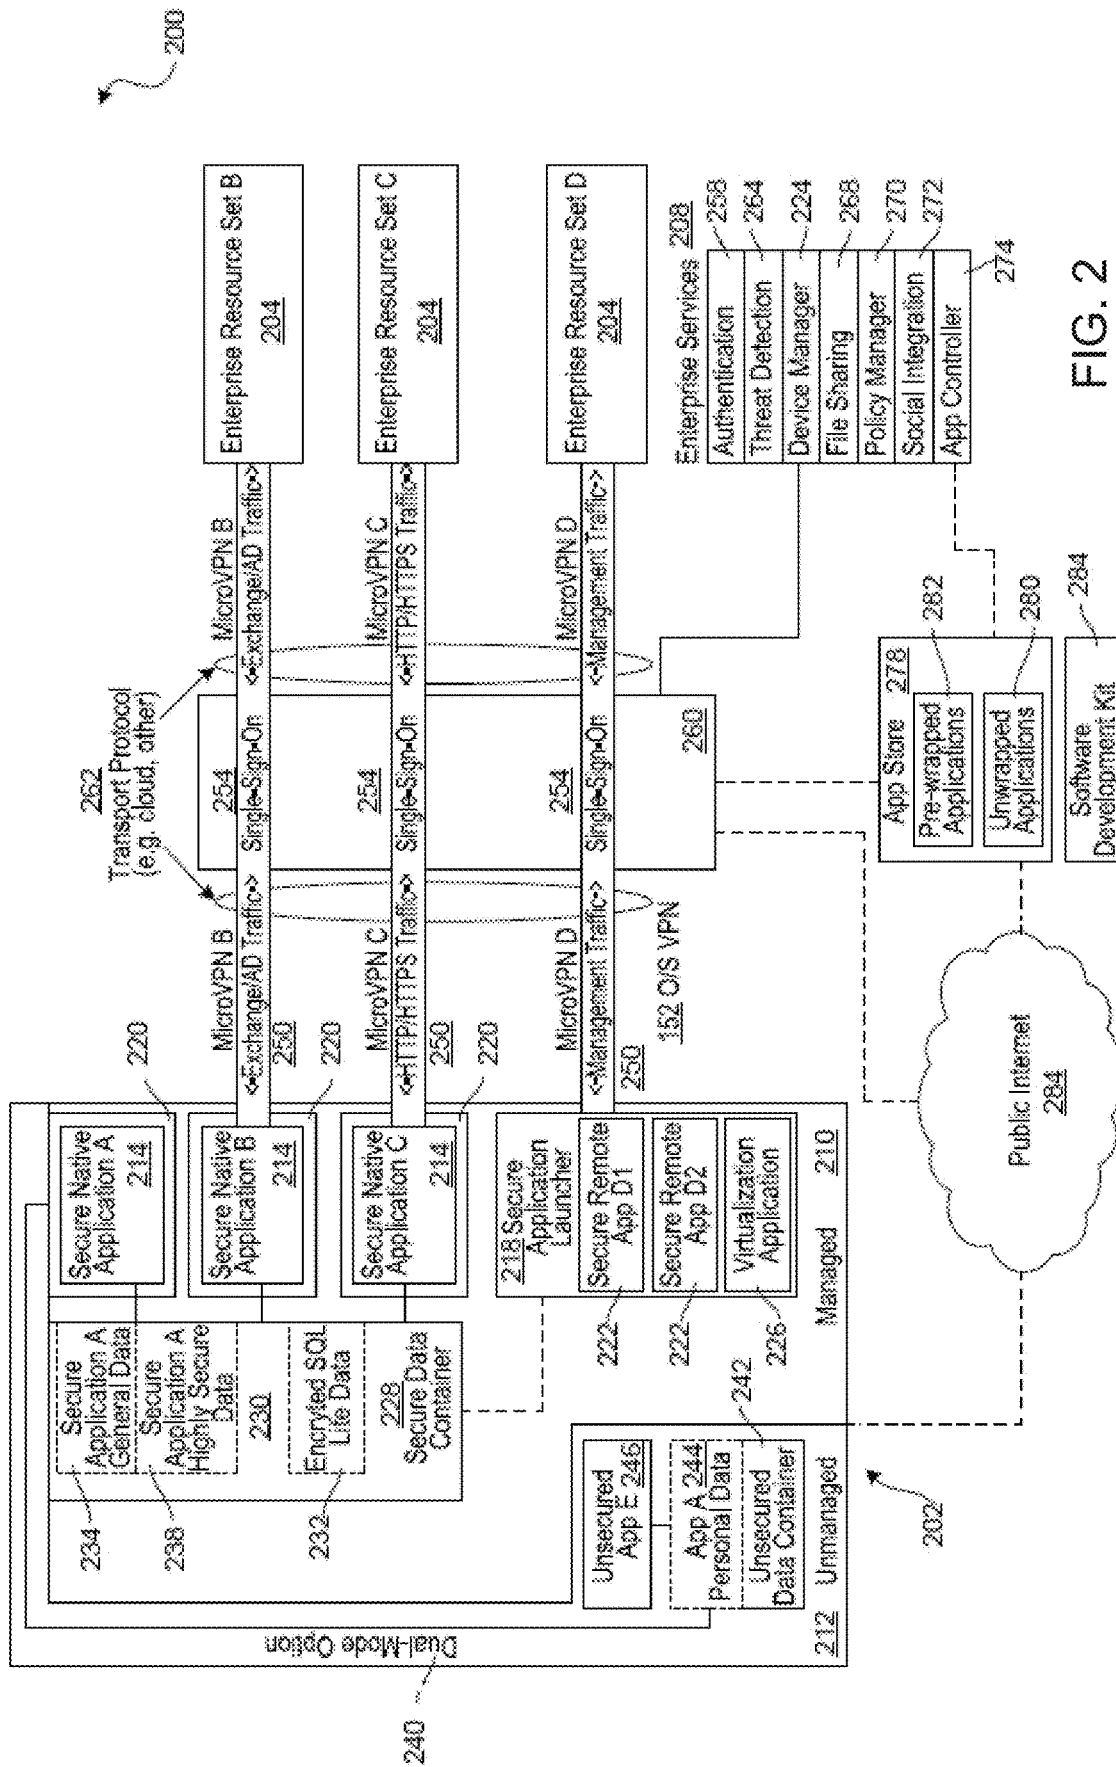 200
262
Transport Protocol
(e.g. cloud, other)
240
Dual-Mode Option
234
238
232
Secure
Application A
General Data
Secure
Application A
Highly Secure
Data
230
Encryted SQL
Lite Data
228
Secure Data
Container
Secure Native
Application A
214
220
Secure Native
Application B
214
220
Secure Native
Application C
214
220
218 Secure
Application
Launcher
Secure Remote
App D1
Secure Remote
App D2
Virtualization
Application
222
222
226
Managed
210
Unsecured
App E 246
App A 244
Personal Data
Unsecured
Data Container
242
212
Unmanaged
202
MicroVPN B
<-Exchange/AD Traffic->
250
MicroVPN C
<-HTTP/HTTPS Traffic->
250
MicroVPN D
<-Management Traffic->
250
152 O/S VPN
254
Single-Sign-On
254
Single-Sign-On
254
Single-Sign-On
260
MicroVPN B
<-Exchange/AD Traffic->
MicroVPN C
<-HTTP/HTTPS Traffic->
MicroVPN D
<-Management Traffic->
Enterprise Resource Set B
204
Enterprise Resource Set C
204
Enterprise Resource Set D
204
Enterprise Services 208
Authentication
258
Threat Detection
264
Device Manager
224
File Sharing
268
Policy Manager
270
Social Integration
272
App Controller
274
App Store 278
Pre-wrapped
Applications
282
Unwrapped
Applications
280
Software
Development Kit
284
Public Internet
284
FIG. 2